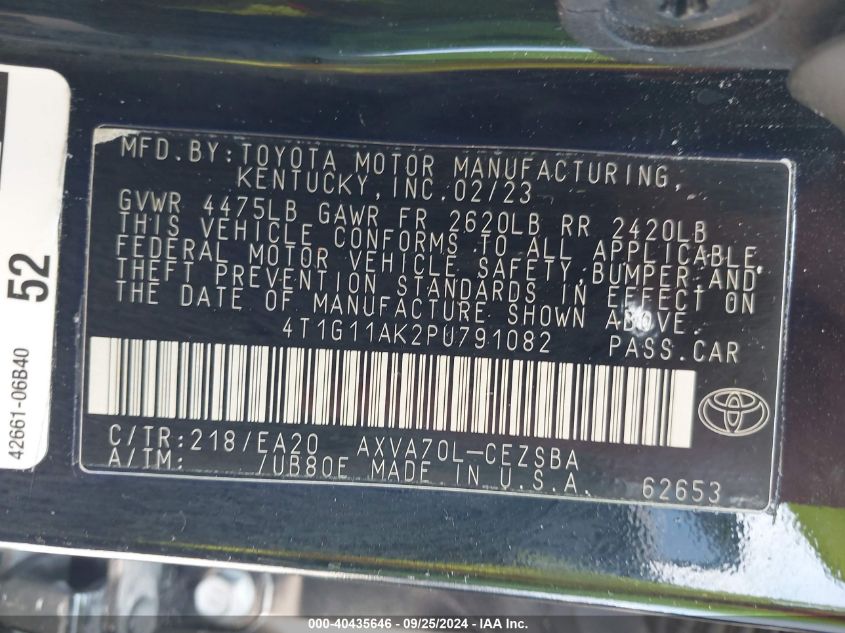 MFD.BY:TOYOTA MOTOR MANUFACTURING,
KENTUCKY,INC.02/23
GVWR 4475LB GAWR FR 2620LB RR 2420LB
THIS VEHICLE CONFORMS TO ALL APPLICABLE
FEDERAL MOTOR VEHICLE SAFETY,BUMPER,AND
THEFT PREVENTION STANDARDS IN EFFECT ON
THE DATE OF MANUFACTURE SHOWN ABOVE.
4T1G11AK2PU791082 PASS.CAR
C/TR:218/EA20 AXVA70L-CEZSBA
A/TM: /UB80E MADE IN U.S.A. 62653
52
42661-06B40
000-40435646 - 09/25/2024 - IAA Inc.